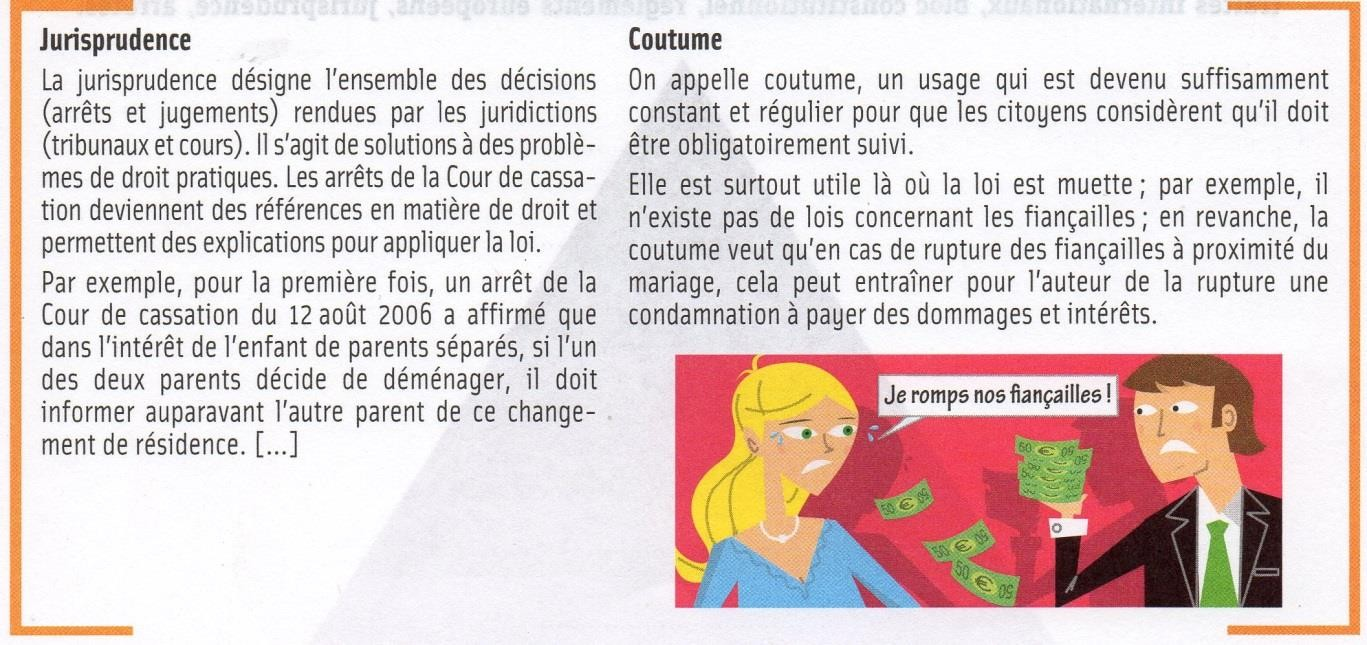 Jurisprudence
La jurisprudence désigne l'ensemble des décisions
(arrêts et jugements) rendues par les juridictions
(tribunaux et cours). Il s'agit de solutions à des problè-
mes de droit pratiques. Les arrêts de la Cour de cassa-
tion deviennent des références en matière de droit et
permettent des explications pour appliquer la loi.
Par exemple, pour la première fois, un arrêt de la
Cour de cassation du 12 août 2006 a affirmé que
dans l'intérêt de l'enfant de parents séparés, si l'un
des deux parents décide de déménager, il doit
informer auparavant l'autre parent de ce change-
ment de résidence. [...]
Coutume
On appelle coutume, un usage qui est devenu suffisamment
constant et régulier pour que les citoyens considèrent qu'il doit
être obligatoirement suivi.
Elle est surtout utile là où la loi est muette ; par exemple, il
n'existe pas de lois concernant les fiançailles ; en revanche, la
coutume veut qu'en cas de rupture des fiançailles à proximité du
mariage, cela peut entraîner pour l'auteur de la rupture une
condamnation à payer des dommages et intérêts.
Je romps nos fiançailles !
50 € 50
50 € 50
50 € 50
50 € 50